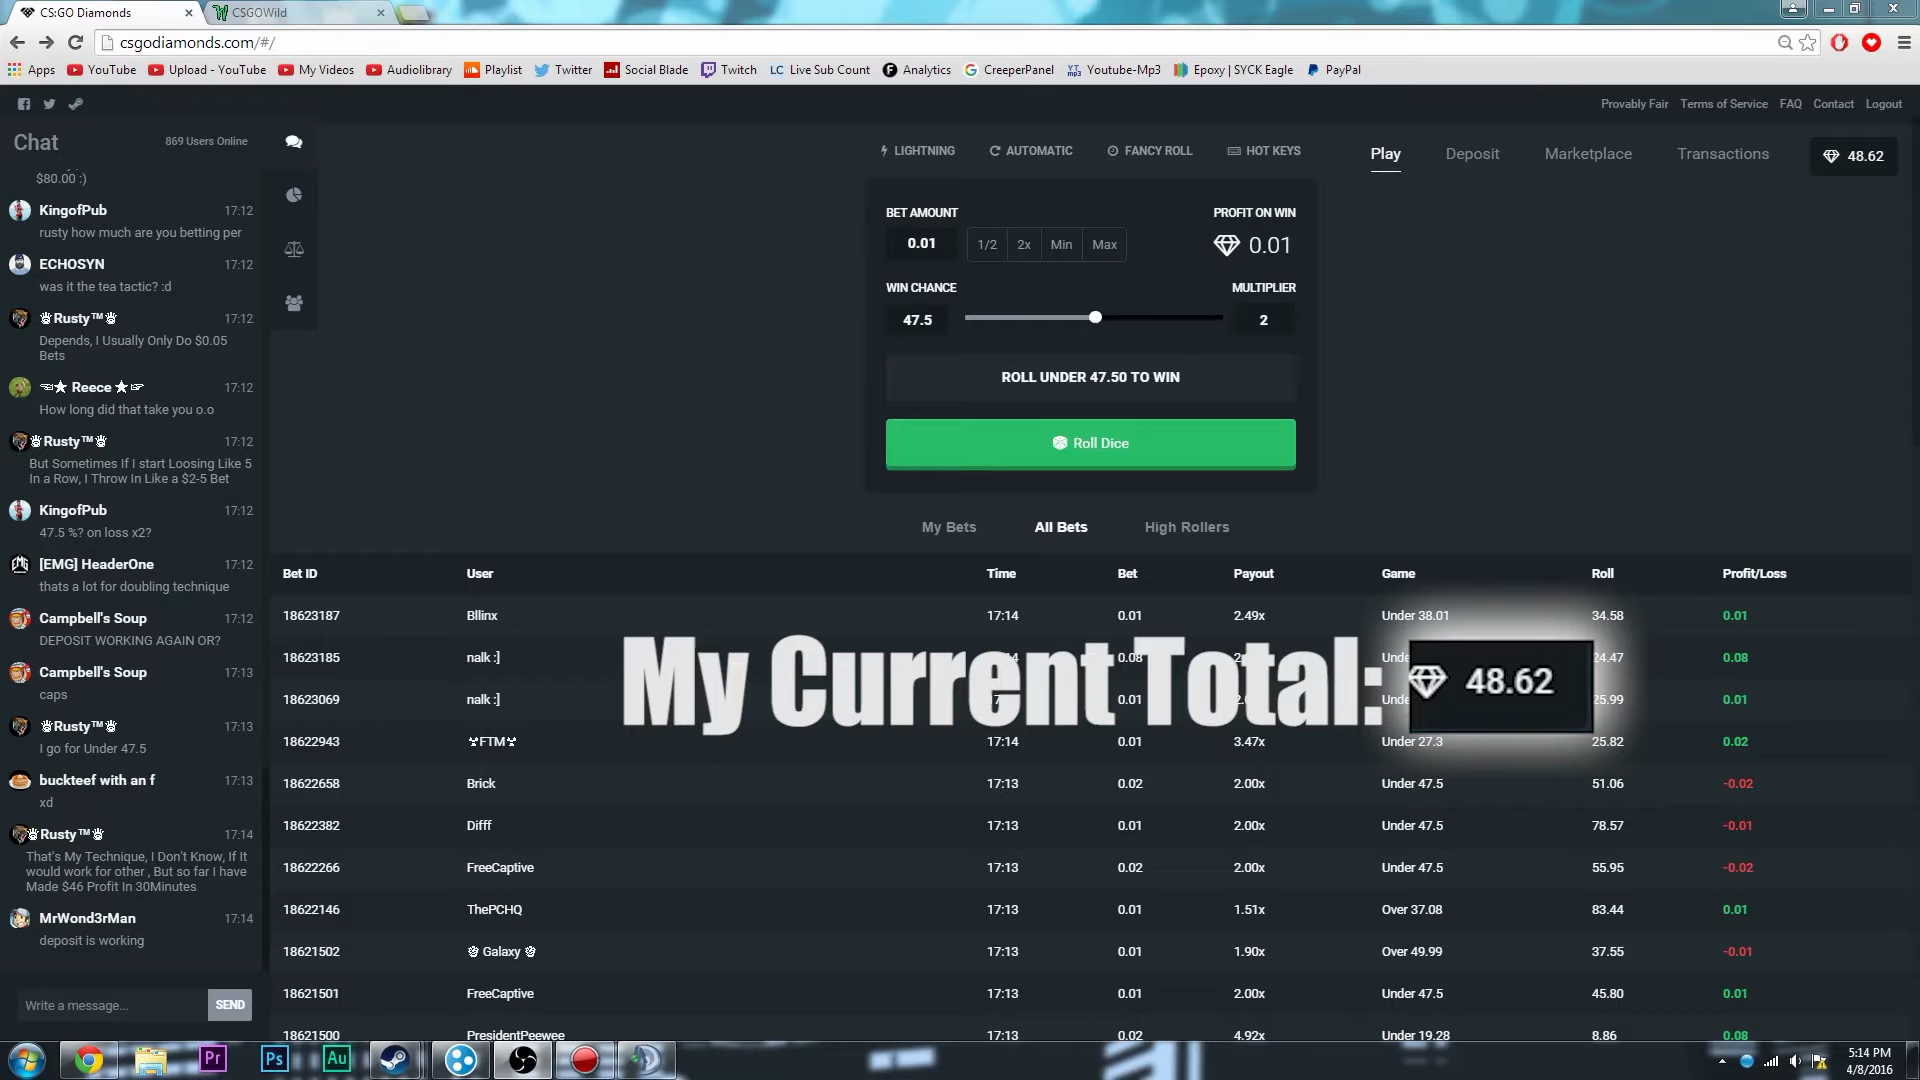 CS:GO Diamonds
CSGOWild
csgodiamonds.com/#/
Apps YouTube Upload - YouTube My Videos Audiolibrary Playlist Twitter Social Blade Twitch LC Live Sub Count Analytics CreeperPanel Youtube-Mp3 Epoxy | SYCK Eagle PayPal
Provably Fair Terms of Service FAQ Contact Logout
Chat 869 Users Online
LIGHTNING AUTOMATIC FANCY ROLL HOT KEYS
Play Deposit Marketplace Transactions 48.62
$80.00 :)
KingofPub 17:12
rusty how much are you betting per
ECHOSYN 17:12
was it the tea tactic? :d
Rusty™ 17:12
Depends, I Usually Only Do $0.05
Bets
★ Reece ★ 17:12
How long did that take you o.o
Rusty™ 17:12
But Sometimes If I start Loosing Like 5
In a Row, I Throw In Like a $2-5 Bet
KingofPub 17:12
47.5 %? on loss x2?
[EMG] HeaderOne 17:12
thats a lot for doubling technique
Campbell's Soup 17:12
DEPOSIT WORKING AGAIN OR?
Campbell's Soup 17:13
caps
Rusty™ 17:13
I go for Under 47.5
buckteef with an f 17:13
xd
Rusty™ 17:14
That's My Technique, I Don't Know, If It
would work for other , But so far I have
Made $46 Profit In 30Minutes
MrWond3rMan 17:14
deposit is working
Write a message... SEND
BET AMOUNT PROFIT ON WIN
0.01 1/2 2x Min Max 0.01
WIN CHANCE MULTIPLIER
47.5 2
ROLL UNDER 47.50 TO WIN
Roll Dice
My Bets All Bets High Rollers
Bet ID User Time Bet Payout Game Roll Profit/Loss
18623187 Bllinx 17:14 0.01 2.49x Under 38.01 34.58 0.01
18623185 nalk :] 0.08 24.47 0.08
My Current Total: 48.62
18623069 nalk :] 0.01 25.99 0.01
18622943 FTM 17:14 0.01 3.47x Under 27.3 25.82 0.02
18622658 Brick 17:13 0.02 2.00x Under 47.5 51.06 -0.02
18622382 Difff 17:13 0.01 2.00x Under 47.5 78.57 -0.01
18622266 FreeCaptive 17:13 0.02 2.00x Under 47.5 55.95 -0.02
18622146 ThePCHQ 17:13 0.01 1.51x Over 37.08 83.44 0.01
18621502 Galaxy 17:13 0.01 1.90x Over 49.99 37.55 -0.01
18621501 FreeCaptive 17:13 0.01 2.00x Under 47.5 45.80 0.01
18621500 PresidentPeewee 17:13 0.02 4.92x Under 19.28 8.86 0.08
Pr Ps Au
5:14 PM
4/8/2016